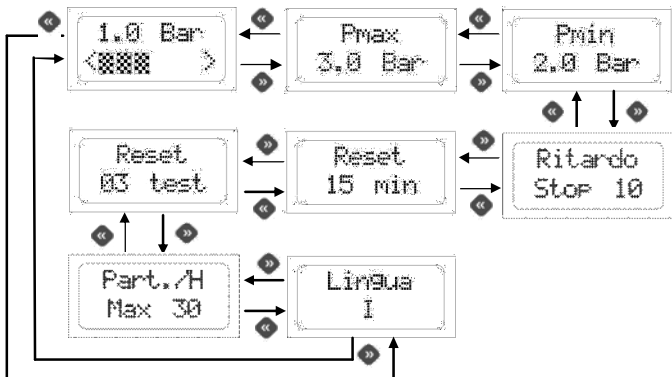 1.0 Bar
< >
Pmax
3.0 Bar
Pmin
2.0 Bar
Reset
03 test
Reset
15 min
Ritardo
Stop 10
Part./H
Max 30
Lingua
I